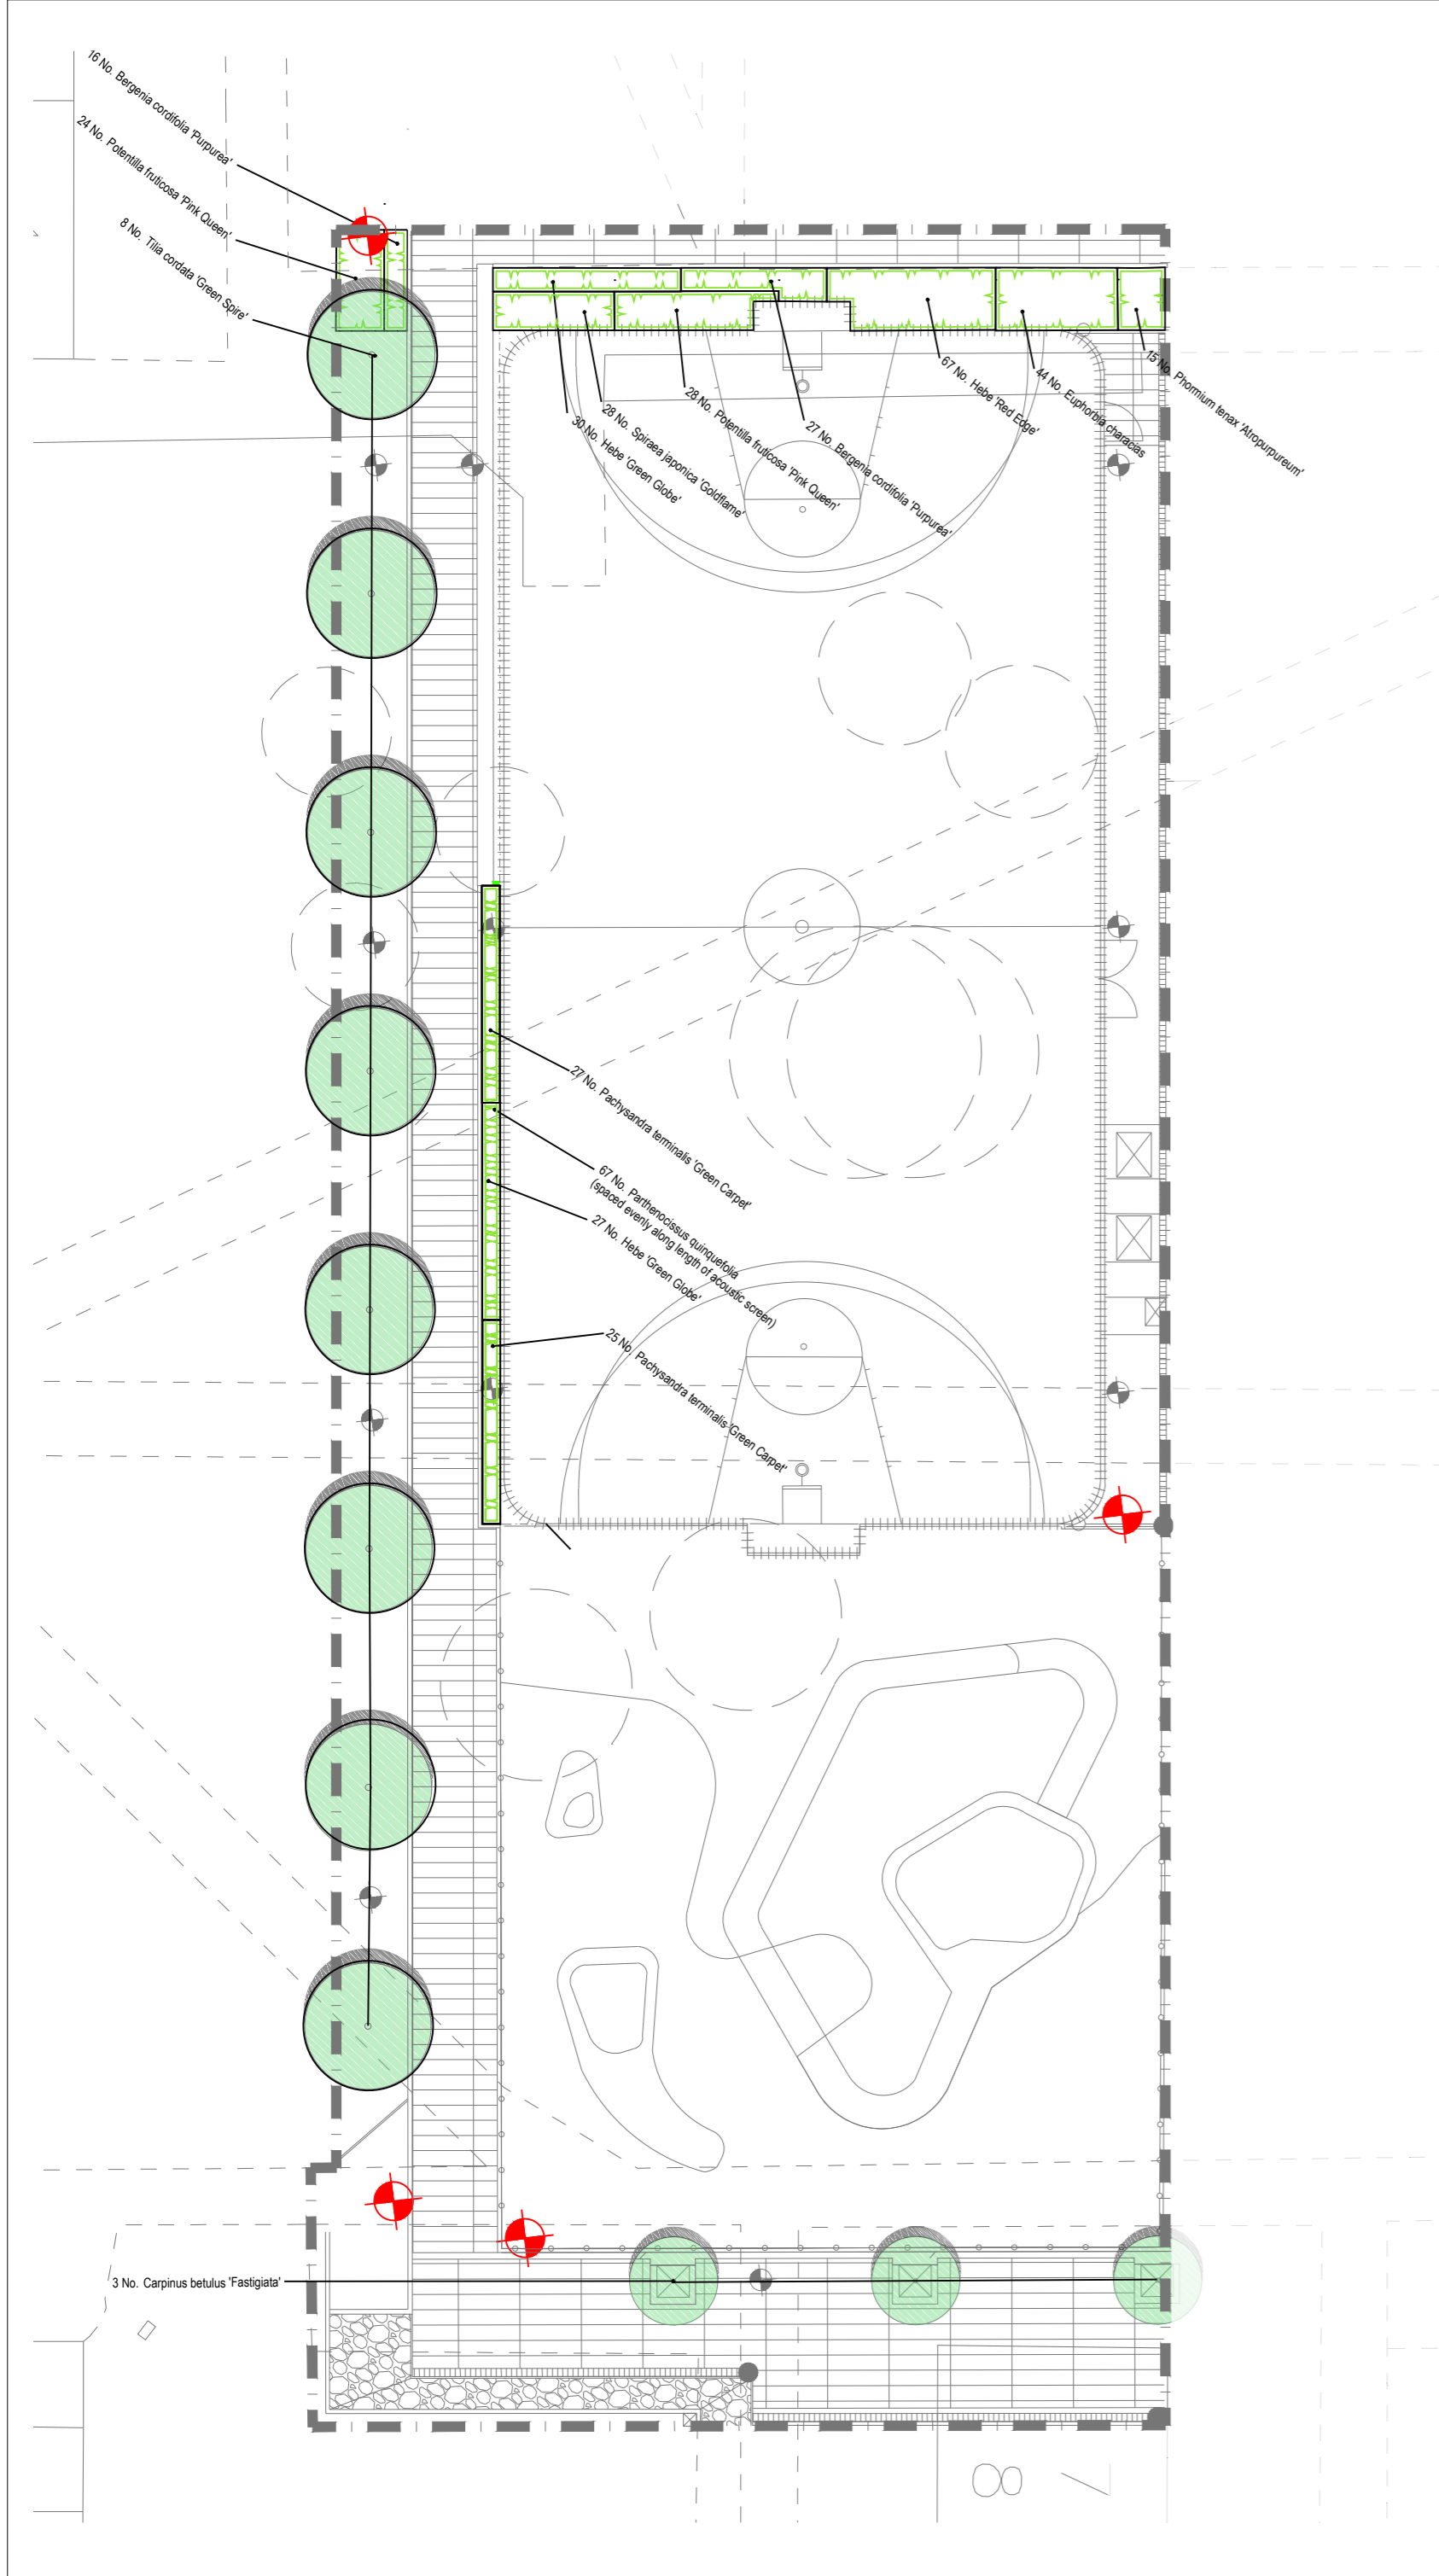 16 No. Bergenia cordifolia 'Purpurea'
24 No. Potentilla fruticosa 'Pink Queen'
8 No. Tilia cordata 'Green Spire'
30 No. Hebe 'Green Globe'
28 No. Spiraea japonica 'Goldflame'
28 No. Potentilla fruticosa 'Pink Queen'
27 No. Bergenia cordifolia 'Purpurea'
67 No. Hebe 'Red Edge'
44 No. Euphorbia characias
15 No. Phormium tenax 'Atropurpureum'
27 No. Pachysandra terminalis 'Green Carpet'
67 No. Parthenocissus quinquefolia
(spaced evenly along length of acoustic screen)
27 No. Hebe 'Green Globe'
25 No. Pachysandra terminalis 'Green Carpet'
3 No. Carpinus betulus 'Fastigiata'
8